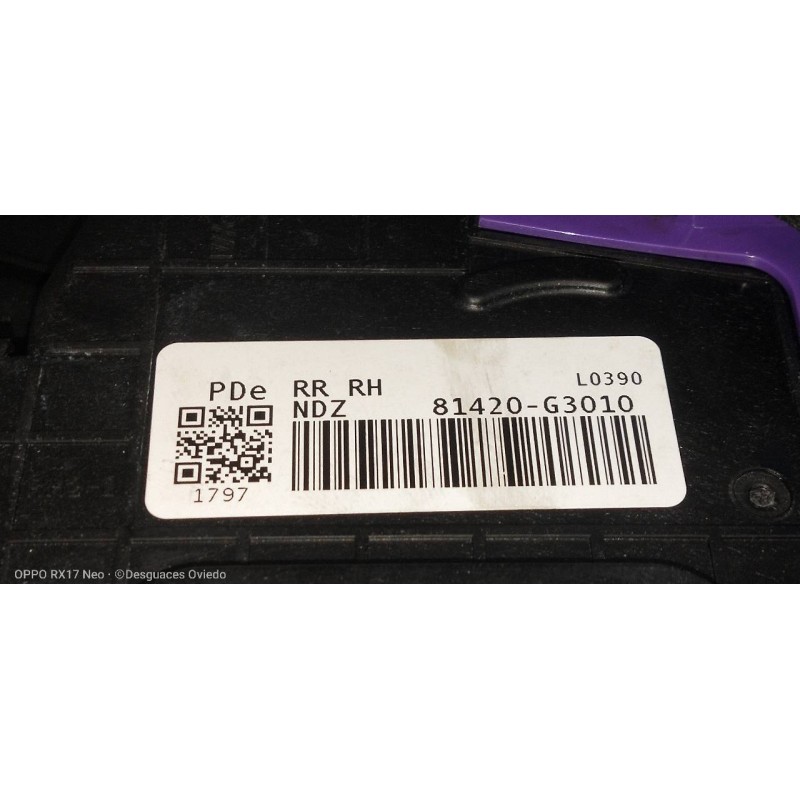 PDe RR RH L0390
NDZ 81420-G3010
1797
OPPO RX17 Neo · ©Desguaces Oviedo